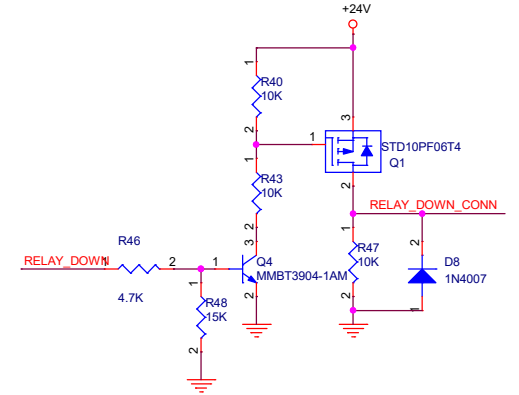 +24V
1
R40
10K
2
3
1
STD10PF06T4
Q1
2
1
R43
10K
2
RELAY_DOWN_CONN
R46
RELAY_DOWN
1
2
4.7K
3
1
Q4
MMBT3904-1AM
2
1
R47
10K
2
2
D8
1N4007
1
1
R48
15K
2